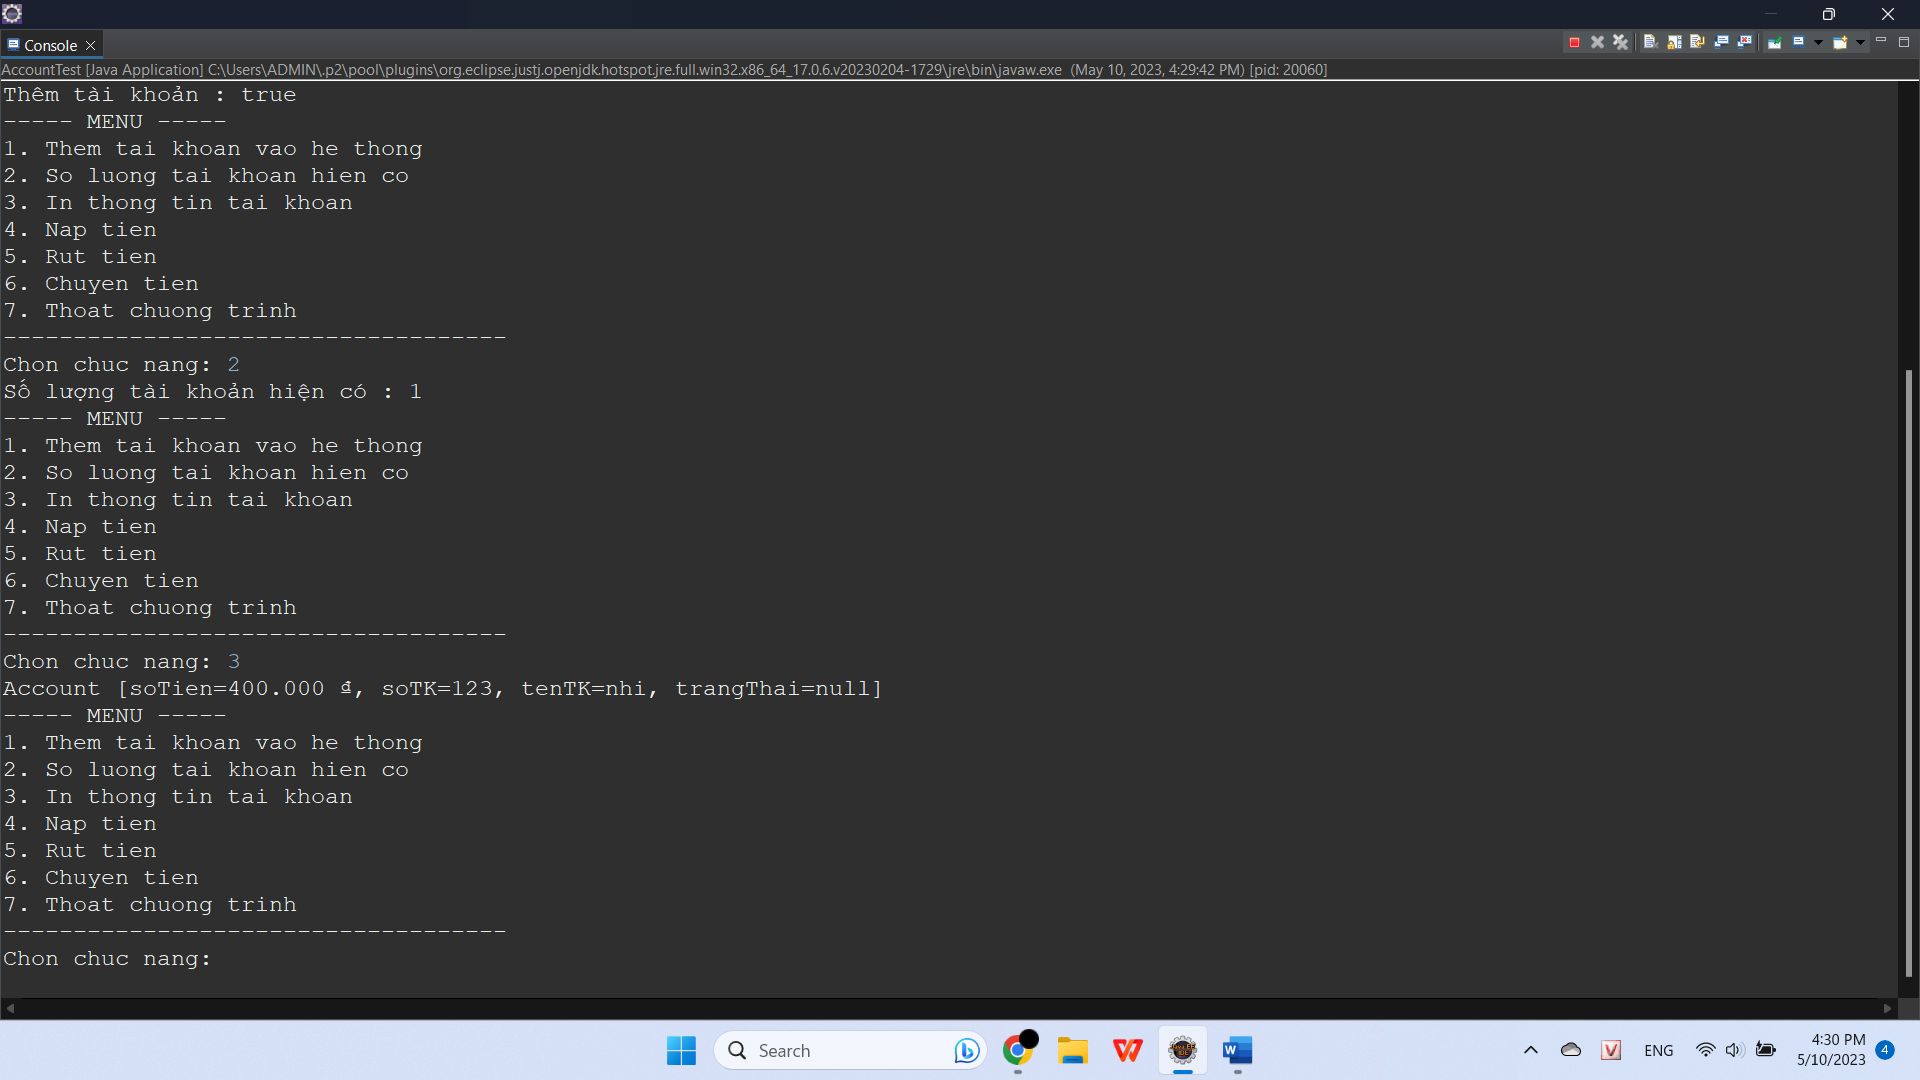 Console
AccountTest [Java Application] C:\Users\ADMIN\.p2\pool\plugins\org.eclipse.justj.openjdk.hotspot.jre.full.win32.x86_64_17.0.6.v20230204-1729\jre\bin\javaw.exe (May 10, 2023, 4:29:42 PM) [pid: 20060]
Thêm tài khoản : true
----- MENU -----
1. Them tai khoan vao he thong
2. So luong tai khoan hien co
3. In thong tin tai khoan
4. Nap tien
5. Rut tien
6. Chuyen tien
7. Thoat chuong trinh
------------------------------------
Chon chuc nang: 2
Số lượng tài khoản hiện có : 1
----- MENU -----
1. Them tai khoan vao he thong
2. So luong tai khoan hien co
3. In thong tin tai khoan
4. Nap tien
5. Rut tien
6. Chuyen tien
7. Thoat chuong trinh
------------------------------------
Chon chuc nang: 3
Account [soTien=400.000 ₫, soTK=123, tenTK=nhi, trangThai=null]
----- MENU -----
1. Them tai khoan vao he thong
2. So luong tai khoan hien co
3. In thong tin tai khoan
4. Nap tien
5. Rut tien
6. Chuyen tien
7. Thoat chuong trinh
------------------------------------
Chon chuc nang:
Search
ENG
4:30 PM
5/10/2023
4